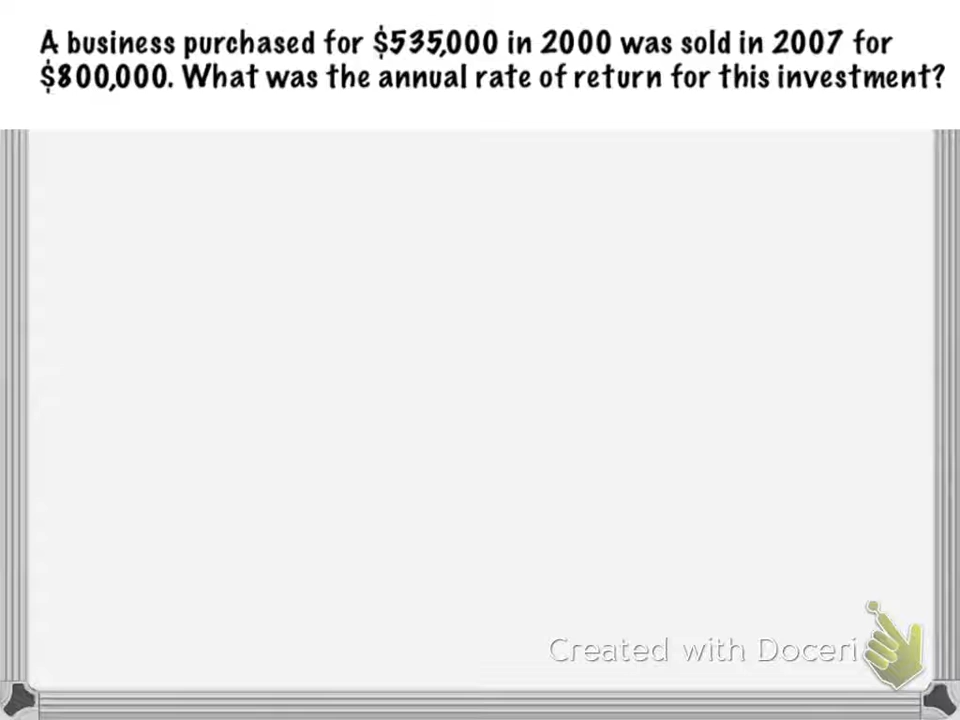 A business purchased for $535,000 in 2000 was sold in 2007 for
$800,000. What was the annual rate of return for this investment?
Created with Doceri